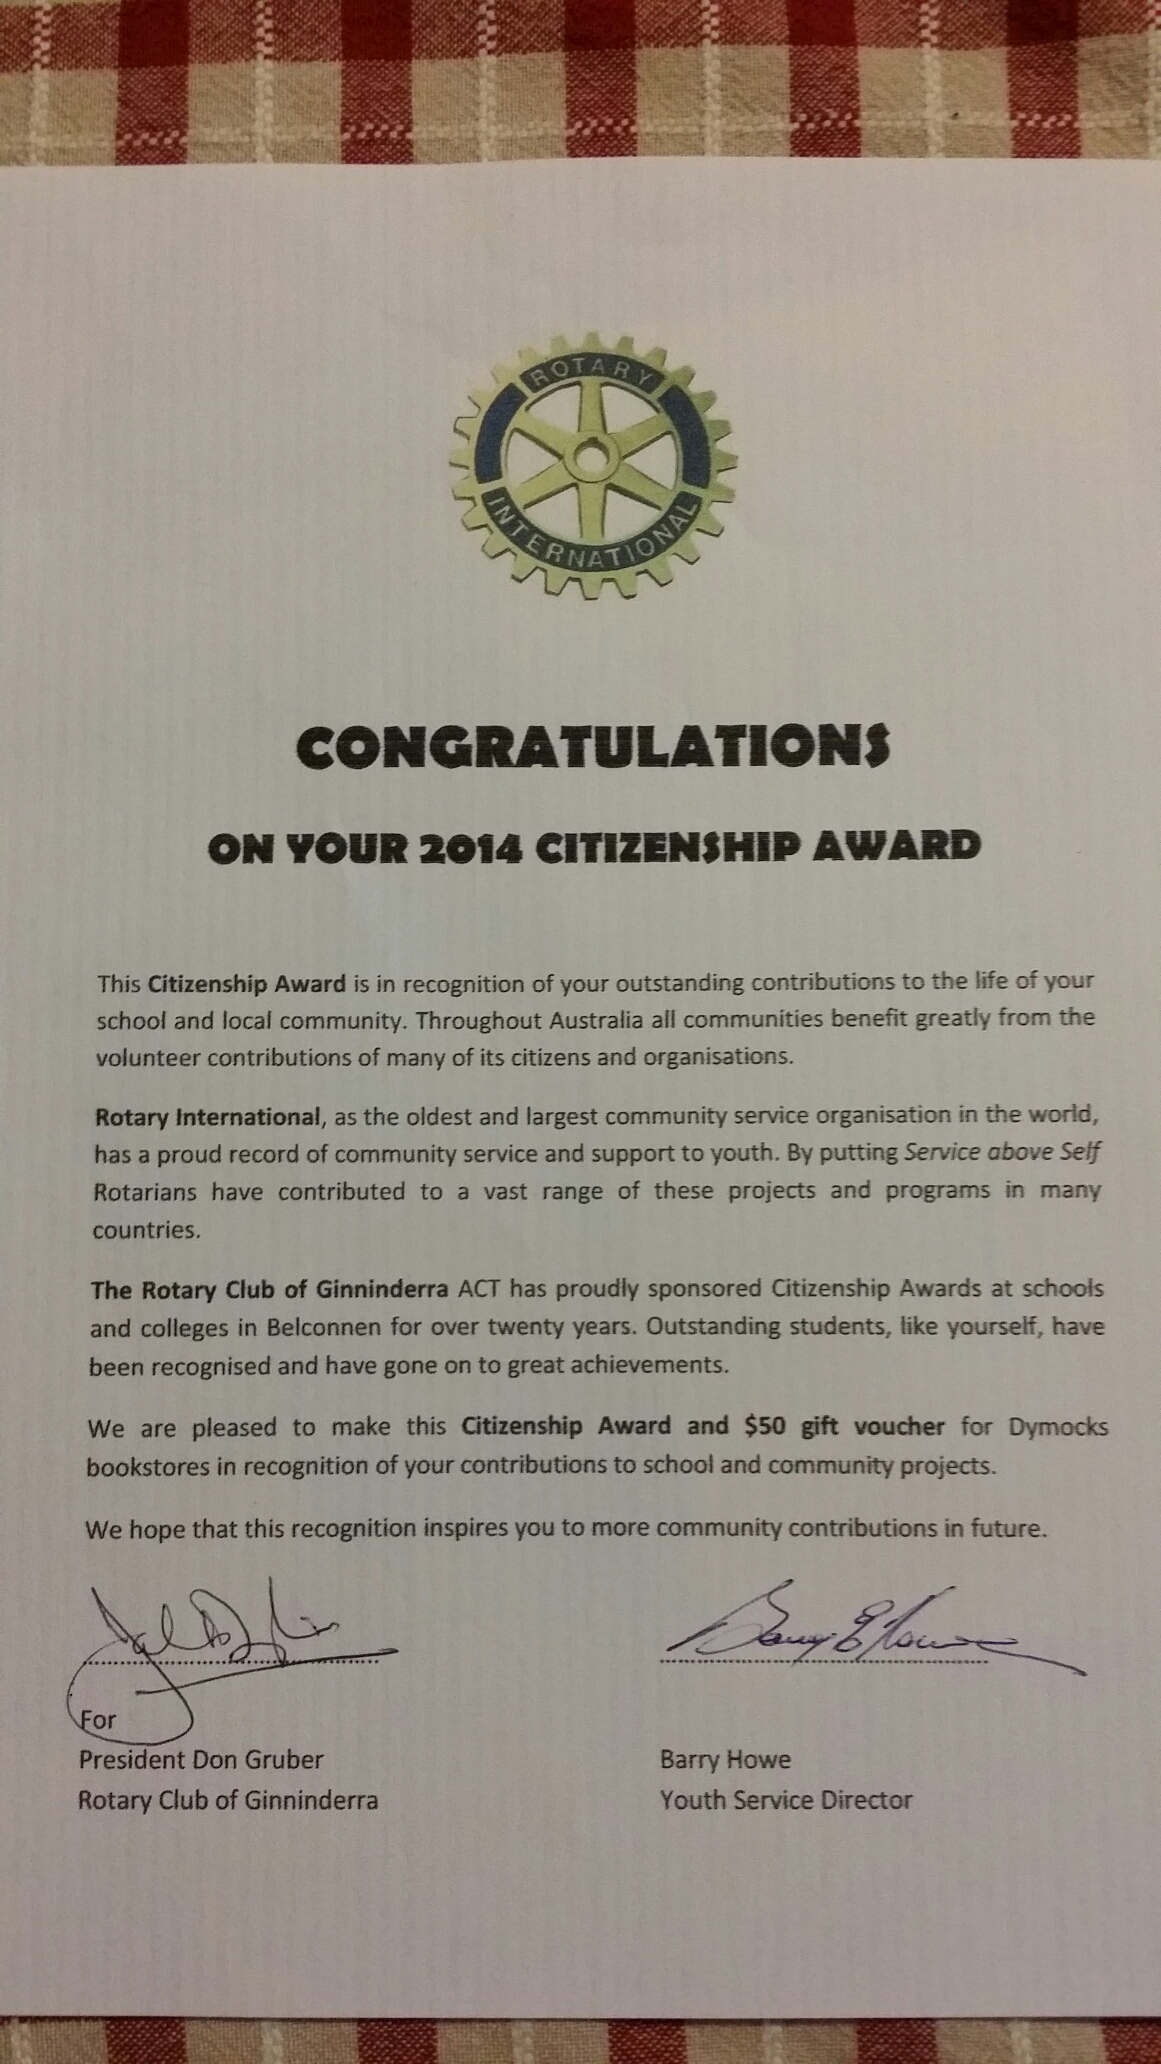 ROTARY
INTERNATIONAL
CONGRATULATIONS
ON YOUR 2014 CITIZENSHIP AWARD
This Citizenship Award is in recognition of your outstanding contributions to the life of your
school and local community. Throughout Australia all communities benefit greatly from the
volunteer contributions of many of its citizens and organisations.
Rotary International, as the oldest and largest community service organisation in the world,
has a proud record of community service and support to youth. By putting Service above Self
Rotarians have contributed to a vast range of these projects and programs in many
countries.
The Rotary Club of Ginninderra ACT has proudly sponsored Citizenship Awards at schools
and colleges in Belconnen for over twenty years. Outstanding students, like yourself, have
been recognised and have gone on to great achievements.
We are pleased to make this Citizenship Award and $50 gift voucher for Dymocks
bookstores in recognition of your contributions to school and community projects.
We hope that this recognition inspires you to more community contributions in future.
For
President Don Gruber
Rotary Club of Ginninderra
Barry Howe
Youth Service Director